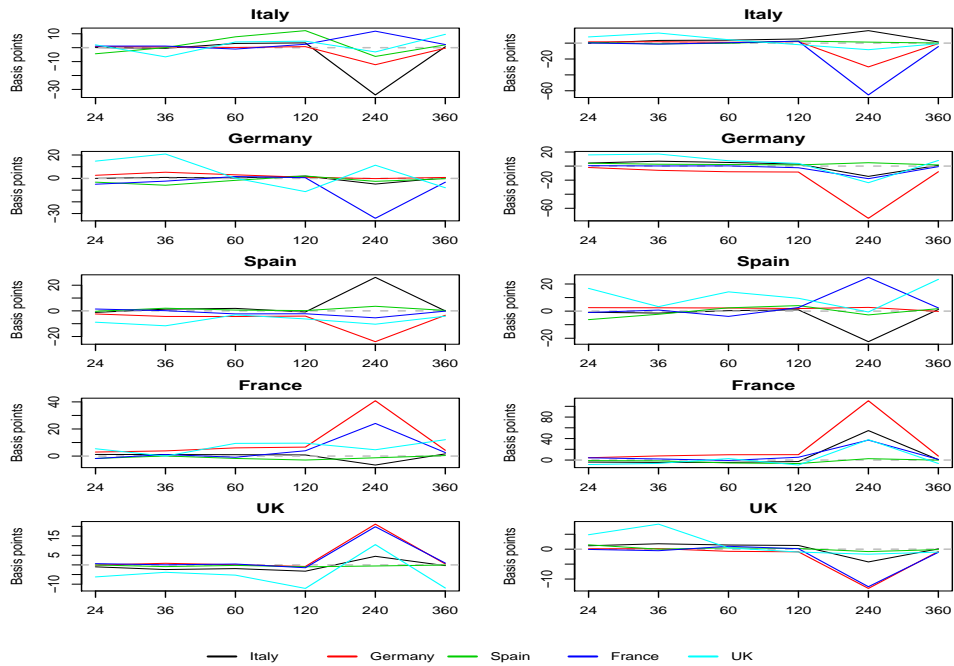 Italy
Basis points
10
-10
-30
24 36 60 120 240 360
Italy
Basis points
-20
-60
24 36 60 120 240 360
Germany
Basis points
20
0
-30
24 36 60 120 240 360
Germany
Basis points
20
-20
-80
24 36 60 120 240 360
Spain
Basis points
20
0
-20
24 36 60 120 240 360
Spain
Basis points
20
0
-20
24 36 60 120 240 360
France
Basis points
40
20
0
24 36 60 120 240 360
France
Basis points
80
40
0
24 36 60 120 240 360
UK
Basis points
15
5
-10
24 36 60 120 240 360
UK
Basis points
0
-10
24 36 60 120 240 360
Italy Germany Spain France UK